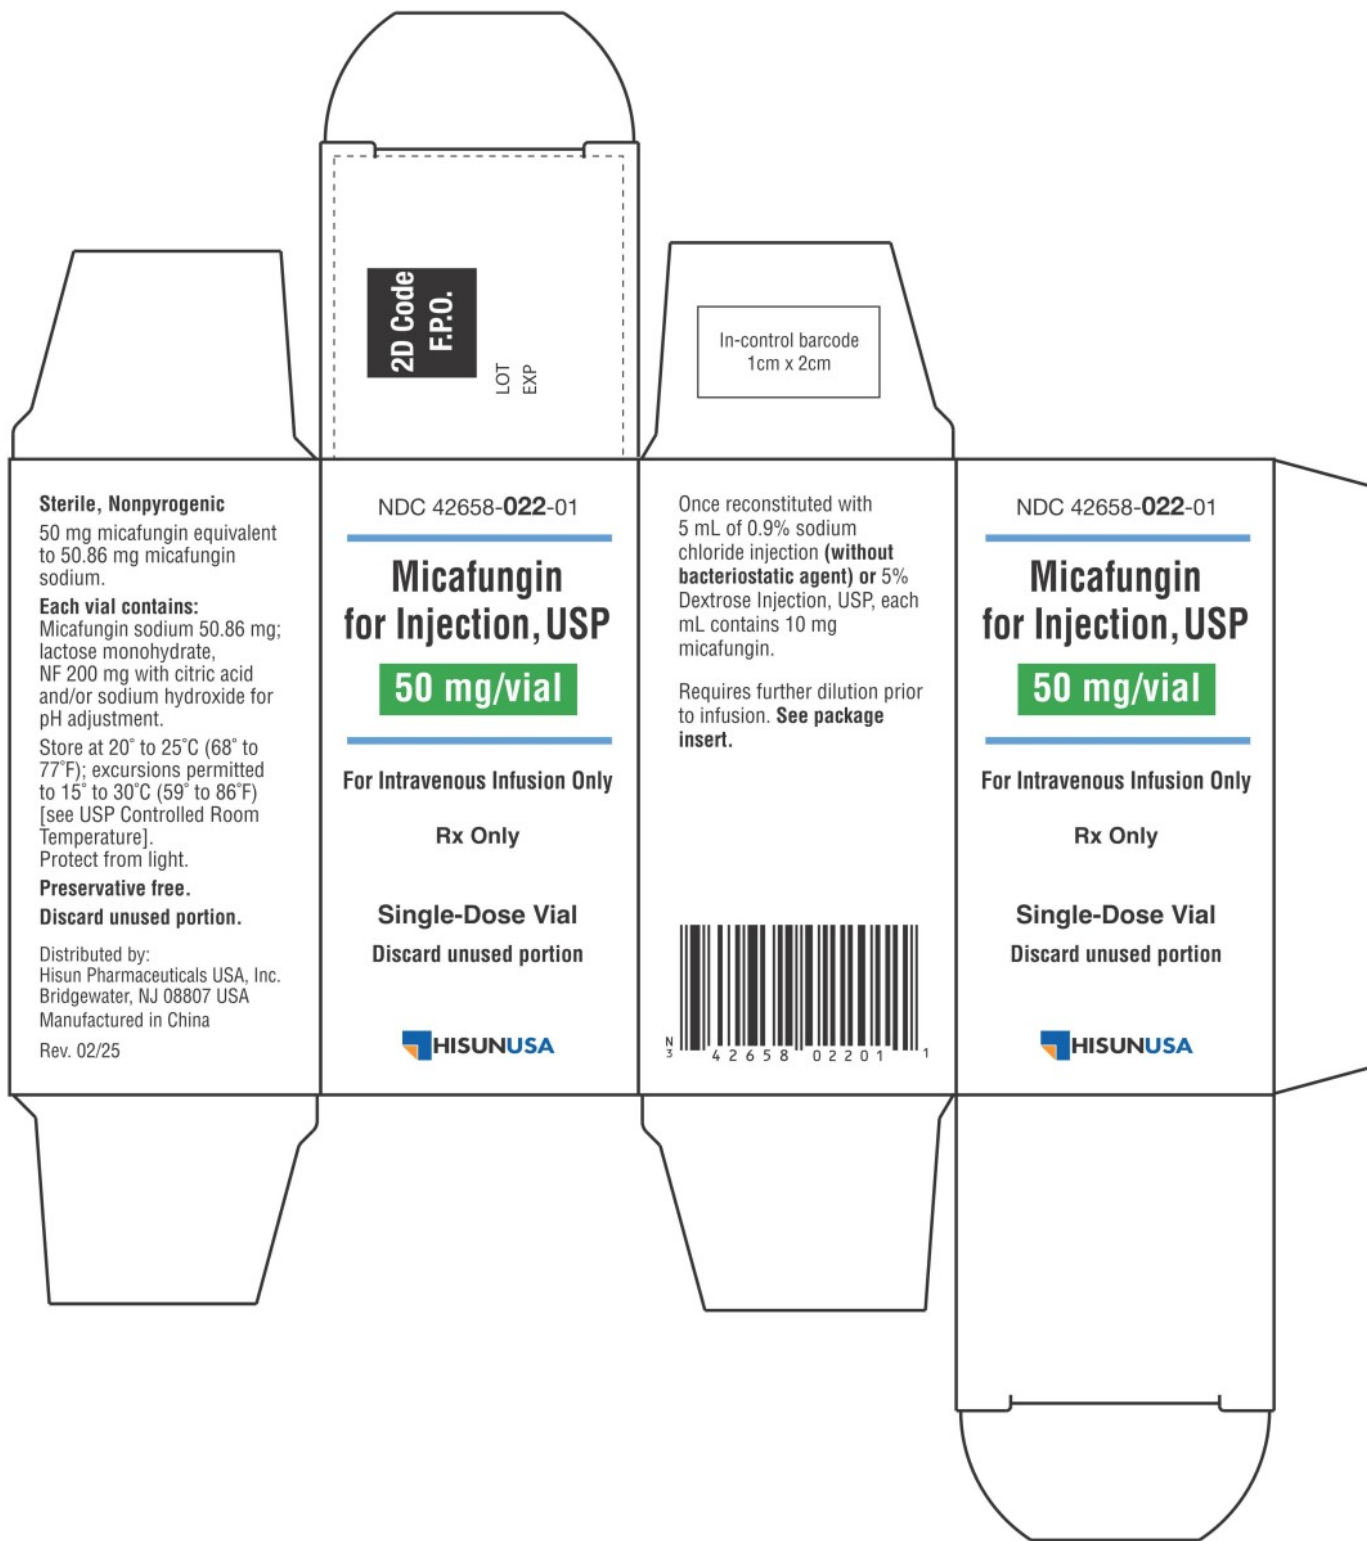 2D Code
F.P.O.
LOT
EXP
In-control barcode
1cm x 2cm
Sterile, Nonpyrogenic
50 mg micafungin equivalent
to 50.86 mg micafungin
sodium.
Each vial contains:
Micafungin sodium 50.86 mg;
lactose monohydrate,
NF 200 mg with citric acid
and/or sodium hydroxide for
pH adjustment.
Store at 20˚ to 25˚C (68˚ to
77˚F); excursions permitted
to 15˚ to 30˚C (59˚ to 86˚F)
[see USP Controlled Room
Temperature].
Protect from light.
Preservative free.
Discard unused portion.
Distributed by:
Hisun Pharmaceuticals USA, Inc.
Bridgewater, NJ 08807 USA
Manufactured in China
Rev. 02/25
NDC 42658-022-01
Micafungin
for Injection, USP
50 mg/vial
For Intravenous Infusion Only
Rx Only
Single-Dose Vial
Discard unused portion
HISUNUSA
Once reconstituted with
5 mL of 0.9% sodium
chloride injection (without
bacteriostatic agent) or 5%
Dextrose Injection, USP, each
mL contains 10 mg
micafungin.
Requires further dilution prior
to infusion. See package
insert.
N
3 42658 02201 1
NDC 42658-022-01
Micafungin
for Injection, USP
50 mg/vial
For Intravenous Infusion Only
Rx Only
Single-Dose Vial
Discard unused portion
HISUNUSA